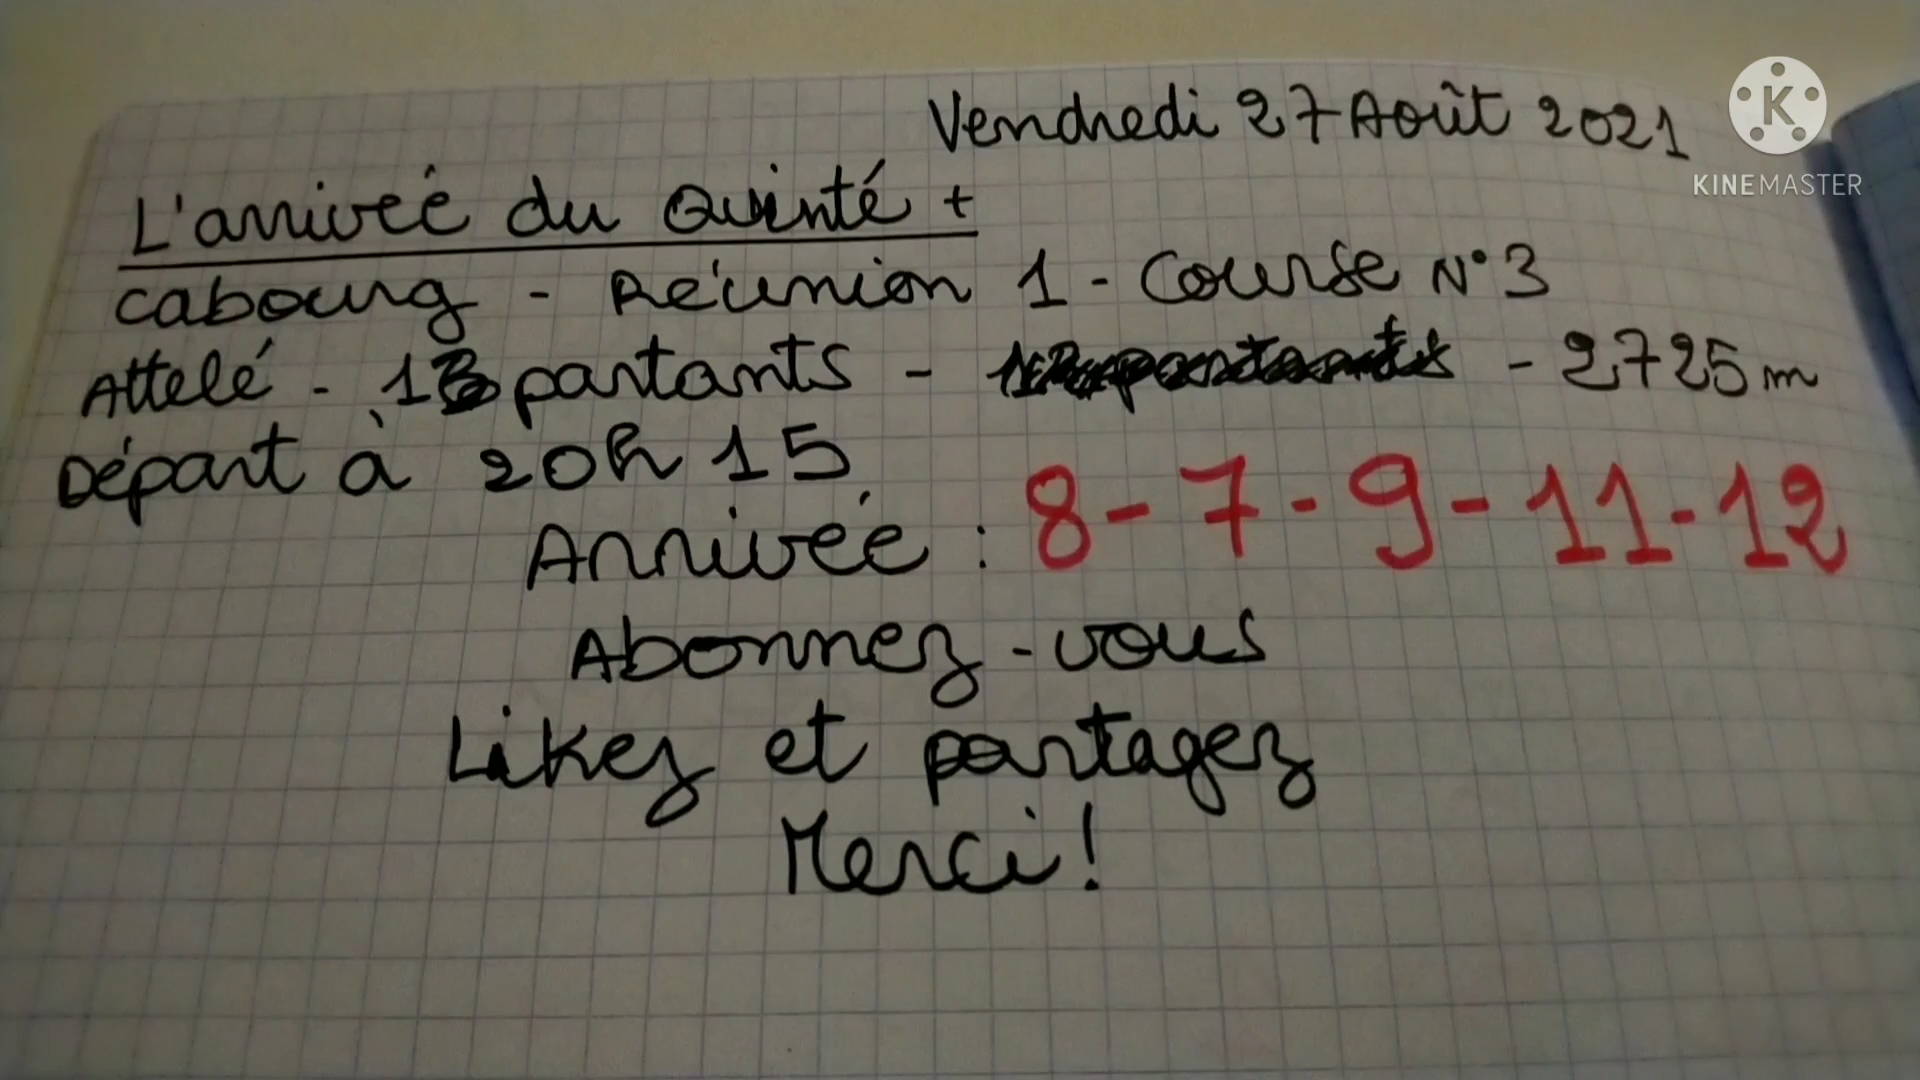 Vendredi 27 Août 2021
KINEMASTER
L'arrivée du Quinté +
Cabourg - Réunion 1 - Course N°3
Attelé - 13 partants - - 2725m
Départ à 20h15
Arrivée : 8-7-9-11-12
Abonnez-vous
Likez et partagez
Merci!